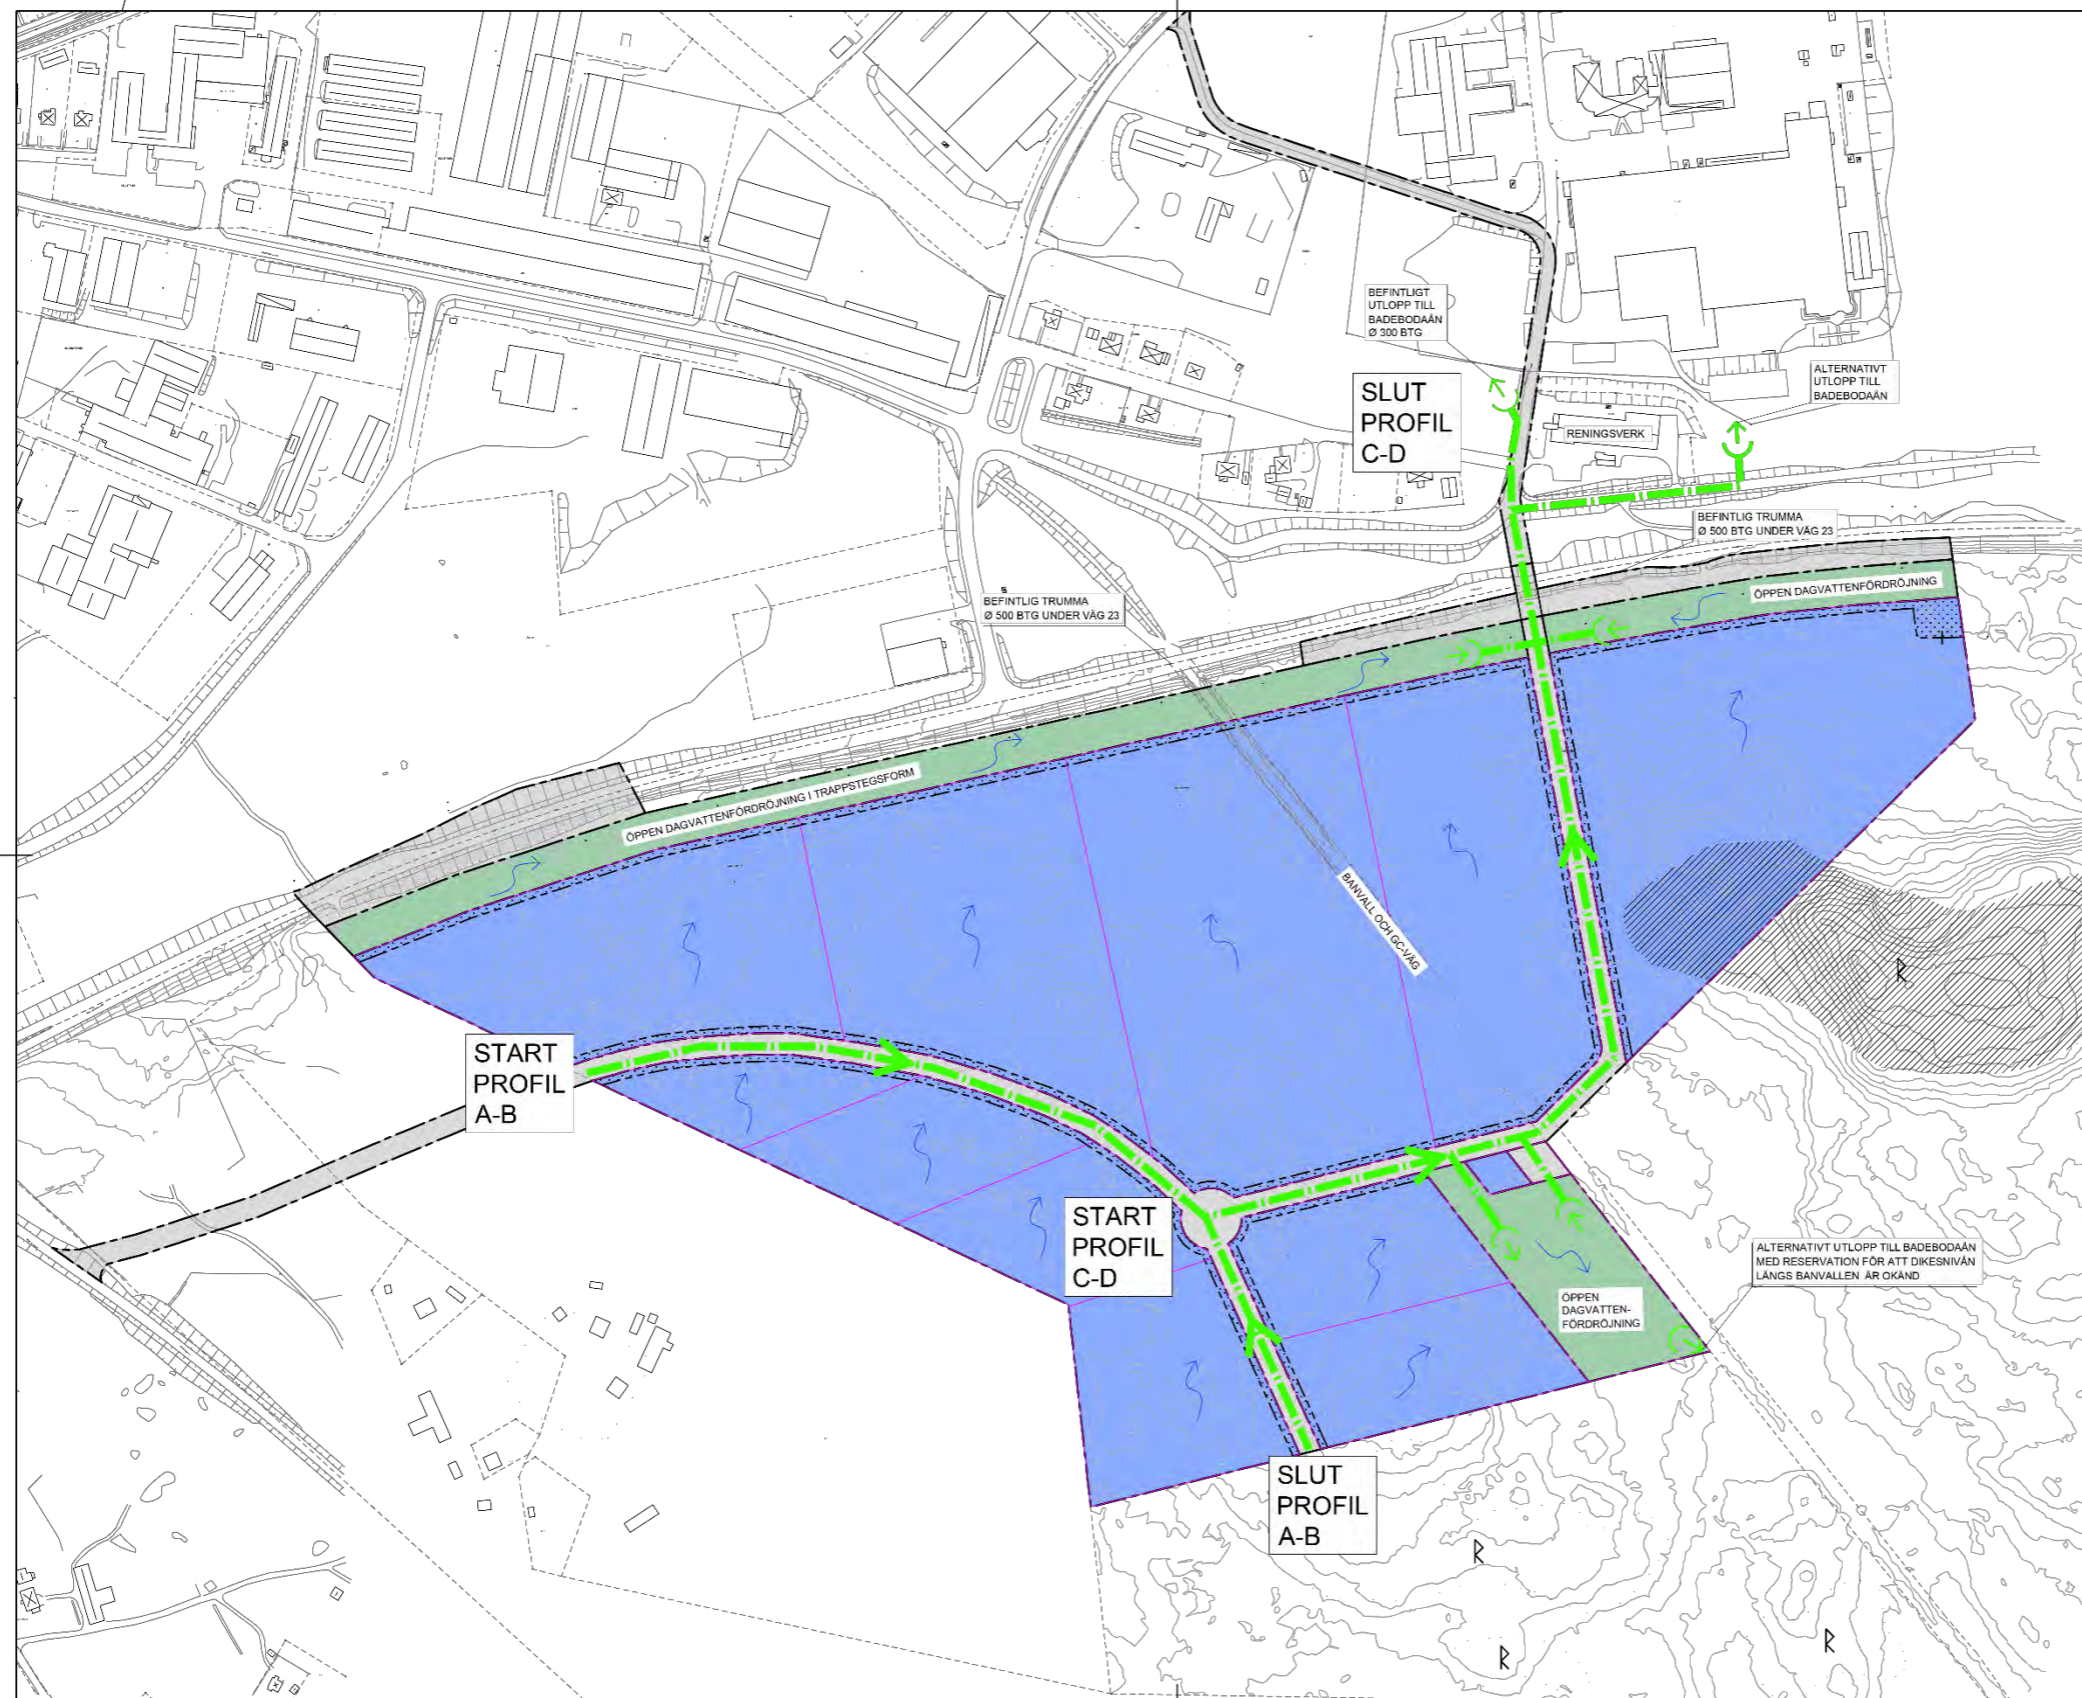 BEFINTLIGT
UTLOPP TILL
BADEBODAÅN
Ø 300 BTG
SLUT
PROFIL
C-D
RENINGSVERK
ALTERNATIVT
UTLOPP TILL
BADEBODAÅN
BEFINTLIG TRUMMA
Ø 500 BTG UNDER VÄG 23
BEFINTLIG TRUMMA
Ø 500 BTG UNDER VÄG 23
ÖPPEN DAGVATTENFÖRDRÖJNING
ÖPPEN DAGVATTENFÖRDRÖJNING I TRAPPSTEGSFORM
BANVALL OCH GC-VÄG
START
PROFIL
A-B
START
PROFIL
C-D
ALTERNATIVT UTLOPP TILL BADEBODAÅN
MED RESERVATION FÖR ATT DIKESNIVÅN
LÄNGS BANVALLEN ÄR OKÄND
ÖPPEN
DAGVATTEN-
FÖRDRÖJNING
SLUT
PROFIL
A-B